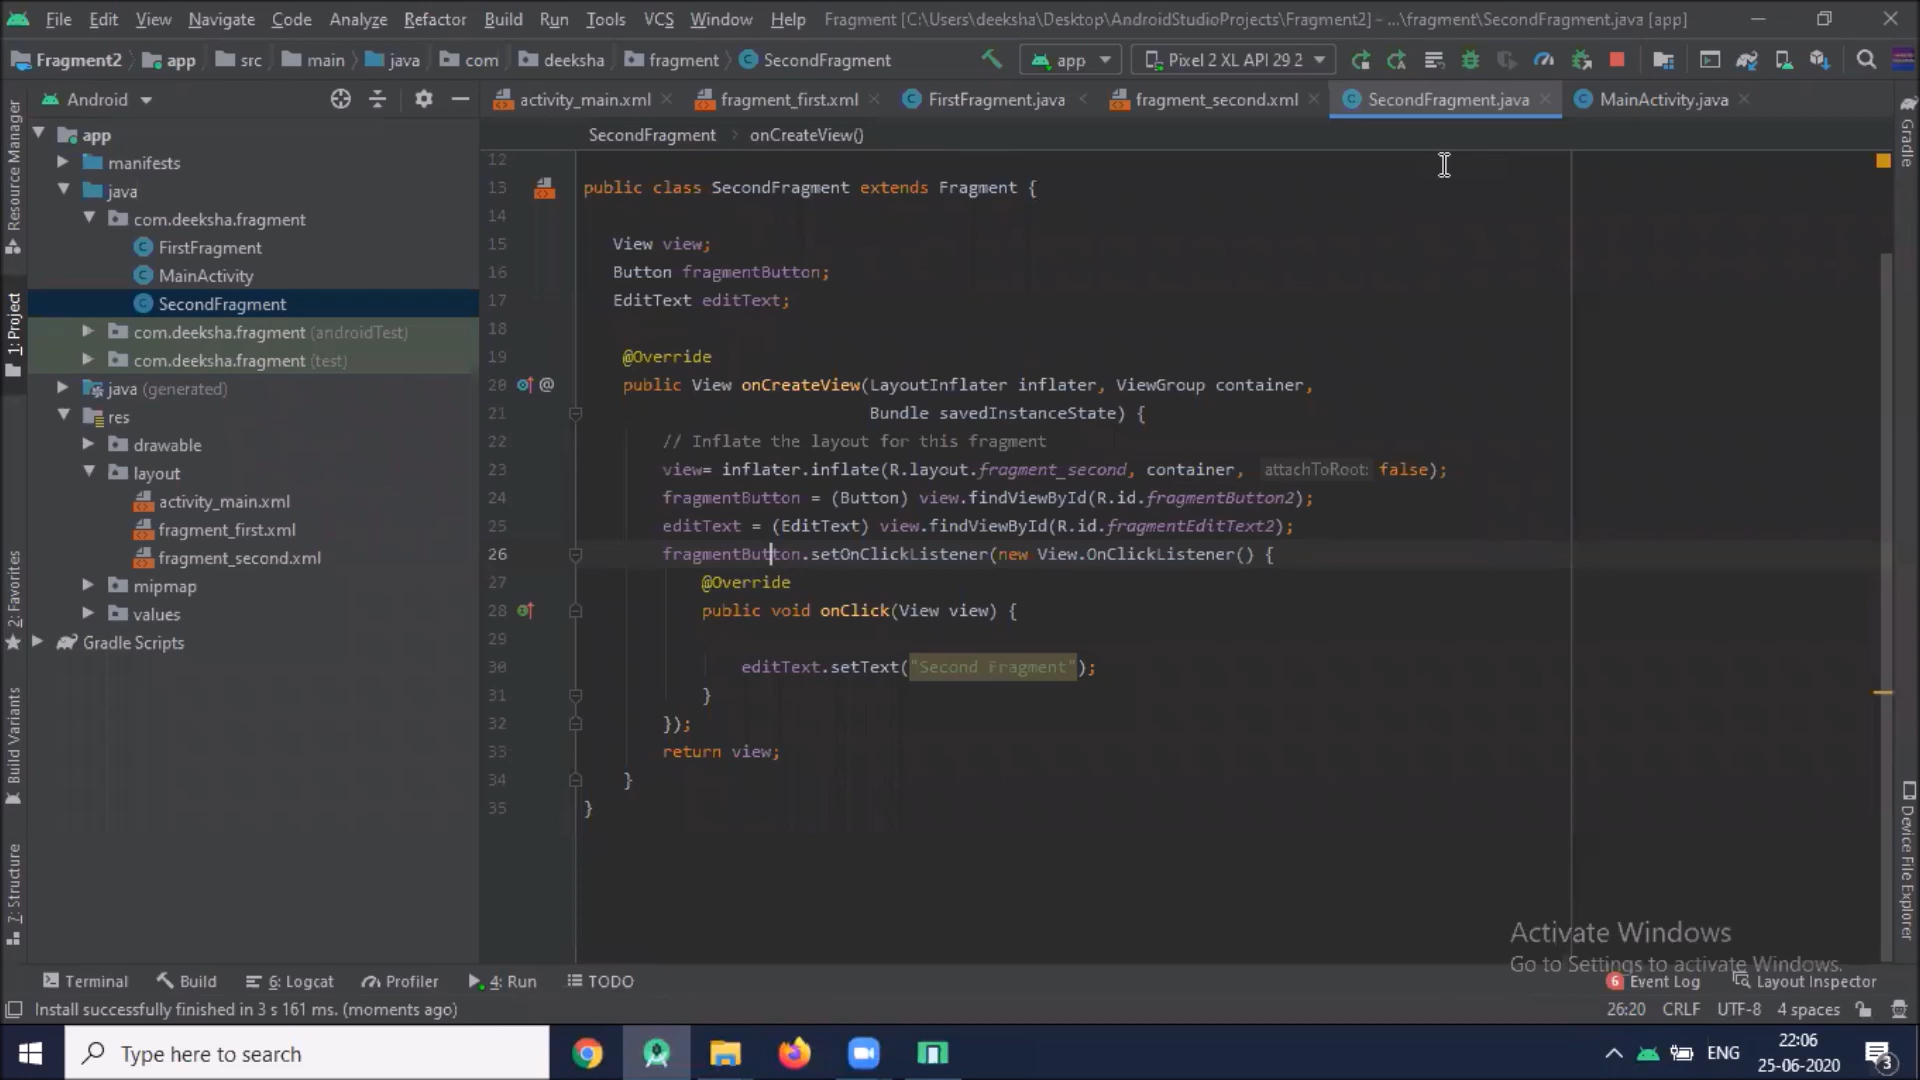 File Edit View Navigate Code Analyze Refactor Build Run Tools VCS Window Help Fragment [C:\Users\deeksha\Desktop\AndroidStudioProjects\Fragment2] - ...\fragment\SecondFragment.java [app]
Fragment2 app src main java com deeksha fragment SecondFragment app Pixel 2 XL API 29 2
Android activity_main.xml fragment_first.xml FirstFragment.java fragment_second.xml SecondFragment.java MainActivity.java
SecondFragment onCreateView()
Resource Manager
1: Project
2: Favorites
Build Variants
7: Structure
app
manifests
java
com.deeksha.fragment
FirstFragment
MainActivity
SecondFragment
com.deeksha.fragment (androidTest)
com.deeksha.fragment (test)
java (generated)
res
drawable
layout
activity_main.xml
fragment_first.xml
fragment_second.xml
mipmap
values
Gradle Scripts
12
13 public class SecondFragment extends Fragment {
14
15 View view;
16 Button fragmentButton;
17 EditText editText;
18
19 @Override
20 @ public View onCreateView(LayoutInflater inflater, ViewGroup container,
21 Bundle savedInstanceState) {
22 // Inflate the layout for this fragment
23 view= inflater.inflate(R.layout.fragment_second, container, attachToRoot: false);
24 fragmentButton = (Button) view.findViewById(R.id.fragmentButton2);
25 editText = (EditText) view.findViewById(R.id.fragmentEditText2);
26 fragmentButton.setOnClickListener(new View.OnClickListener() {
27 @Override
28 public void onClick(View view) {
29
30 editText.setText("Second Fragment");
31 }
32 });
33 return view;
34 }
35 }
Gradle
Device File Explorer
Activate Windows
Go to Settings to activate Windows.
Terminal Build 6: Logcat Profiler 4: Run TODO 6 Event Log Layout Inspector
Install successfully finished in 3 s 161 ms. (moments ago) 26:20 CRLF UTF-8 4 spaces
Type here to search ENG 22:06
25-06-2020 3